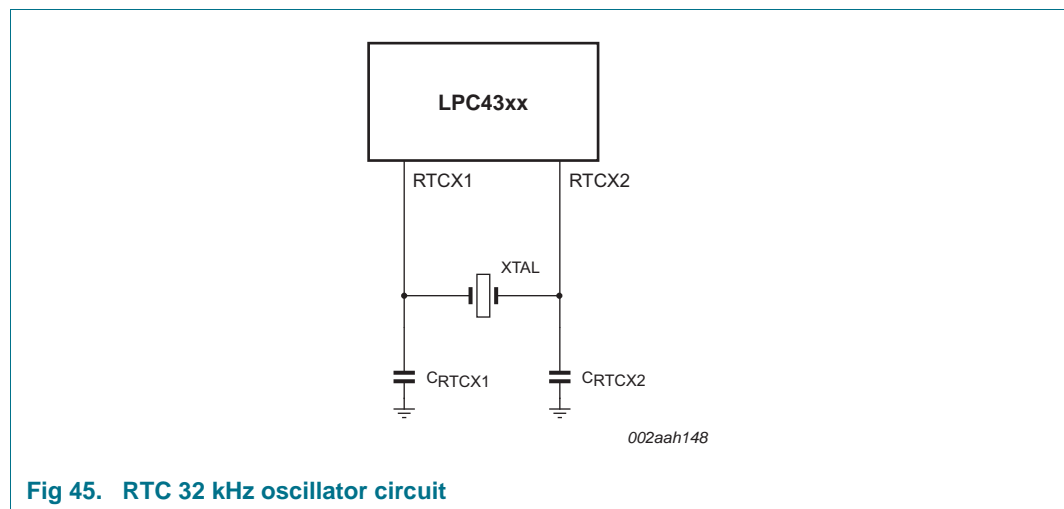 LPC43xx
RTCX1 RTCX2
XTAL
CRTCX1 CRTCX2
002aah148
Fig 45. RTC 32 kHz oscillator circuit